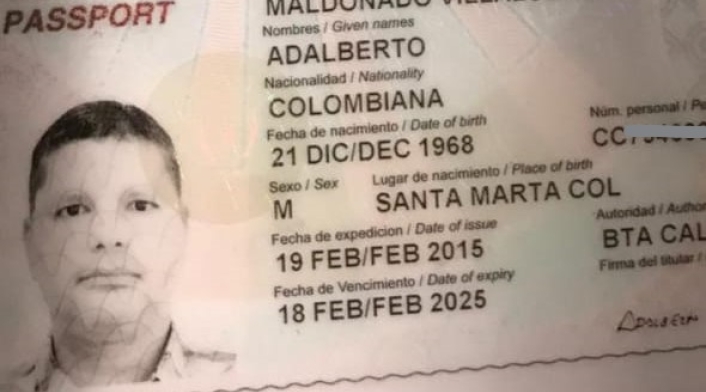 PASSPORT
MALDONADO
Nombres / Given names
ADALBERTO
Nacionalidad / Nationality
COLOMBIANA
Fecha de nacimiento / Date of birth
Núm. personal /
21 DIC/DEC 1968
Sexo / Sex
Lugar de nacimiento / Place of birth
M
SANTA MARTA COL
Fecha de expedicion / Date of issue
Autoridad /
19 FEB/FEB 2015
BTA CAL
Fecha de Vencimiento / Date of expiry
Firma del titular /
18 FEB/FEB 2025